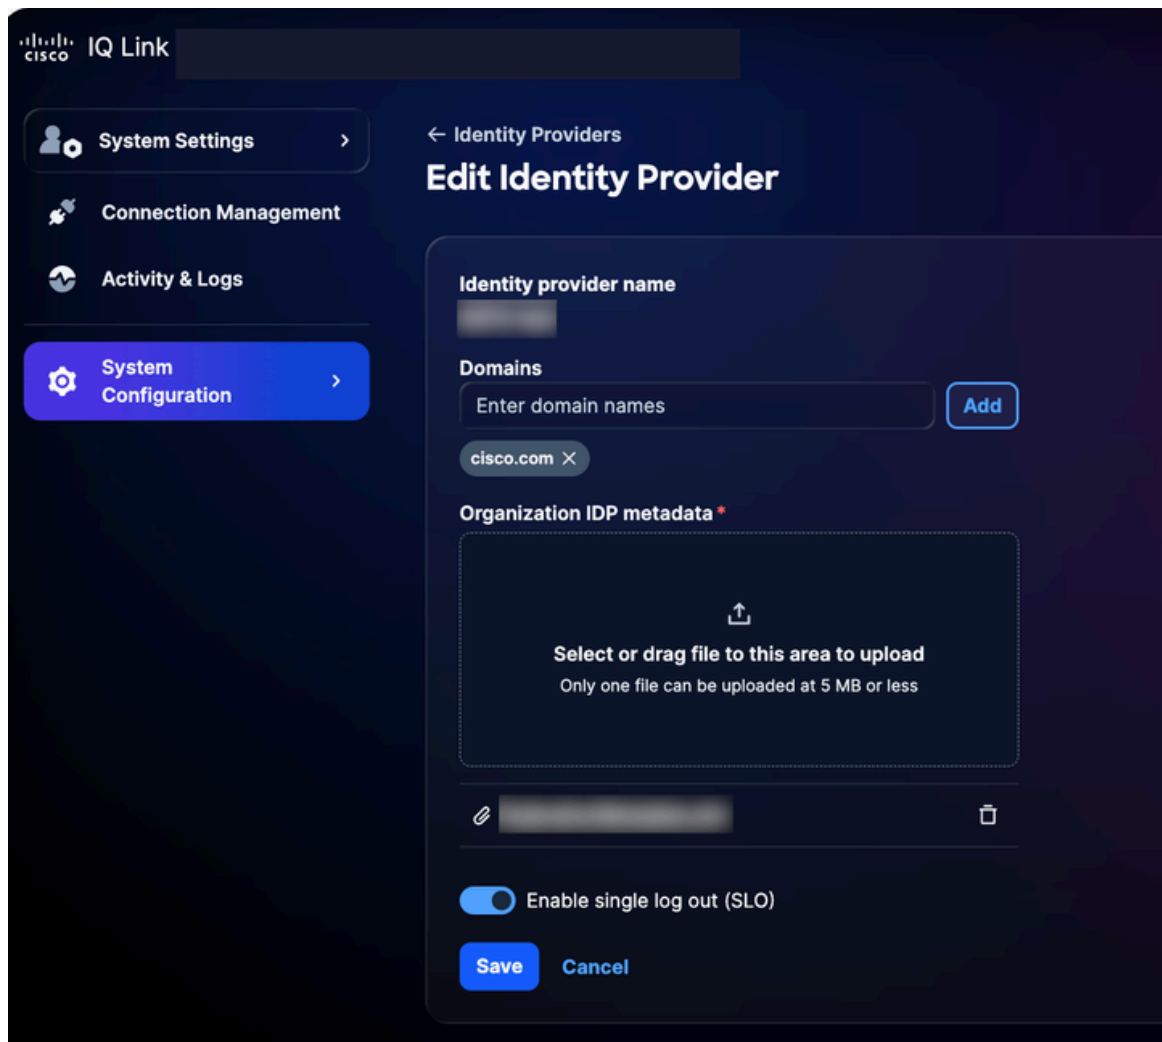 CISCO IQ Link
System Settings
Connection Management
Activity & Logs
System
Configuration
← Identity Providers
Edit Identity Provider
Identity provider name
Domains
Enter domain names
Add
cisco.com
Organization IDP metadata*
Select or drag file to this area to upload
Only one file can be uploaded at 5 MB or less
Enable single log out (SLO)
Save Cancel